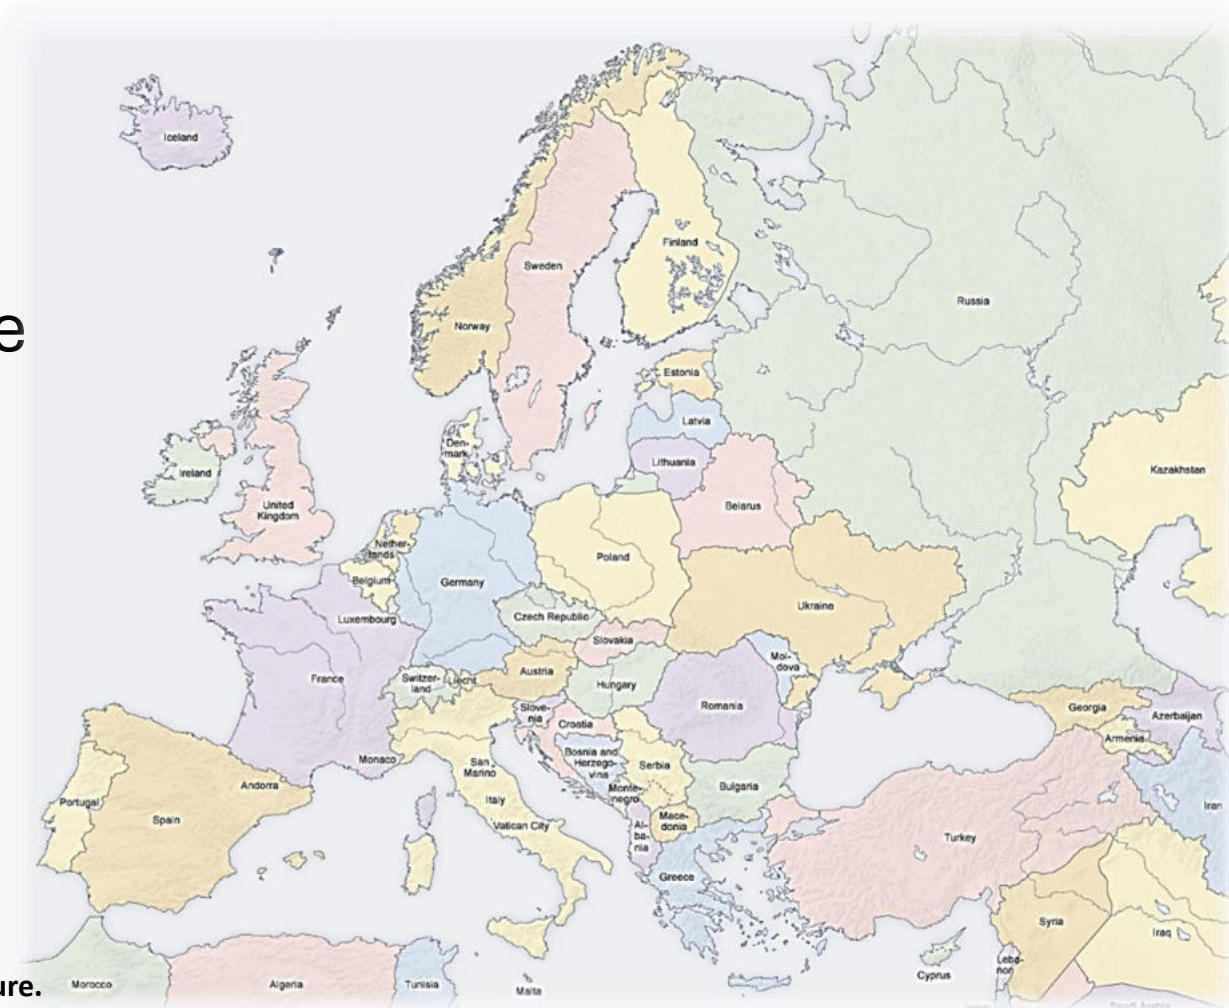 Iceland
Finland
Sweden
Russia
e
Norway
Estonia
Latvia
Den-
mark
Lithuania
Ireland
Kazakhstan
United
Kingdom
Belarus
Nether-
lands
Poland
Belgium
Germany
Ukraine
Czech Republic
Luxembourg
Slovakia
Mol-
dova
Austria
France
Switzer-
land
Liecht
Hungary
Romania
Slove-
nia
Georgia
Azerbaijan
Croatia
Armenia
Monaco
San
Marino
Bosnia and
Herzego-
vina
Serbia
Andorra
Bulgaria
Monte-
negro
Portugal
Italy
Iran
Spain
Vatican City
Mace-
donia
Al-
ba-
nia
Turkey
Greece
Syria
Iraq
Leba-
non
Cyprus
Morocco
Algeria
Tunisia
Malta
ure.